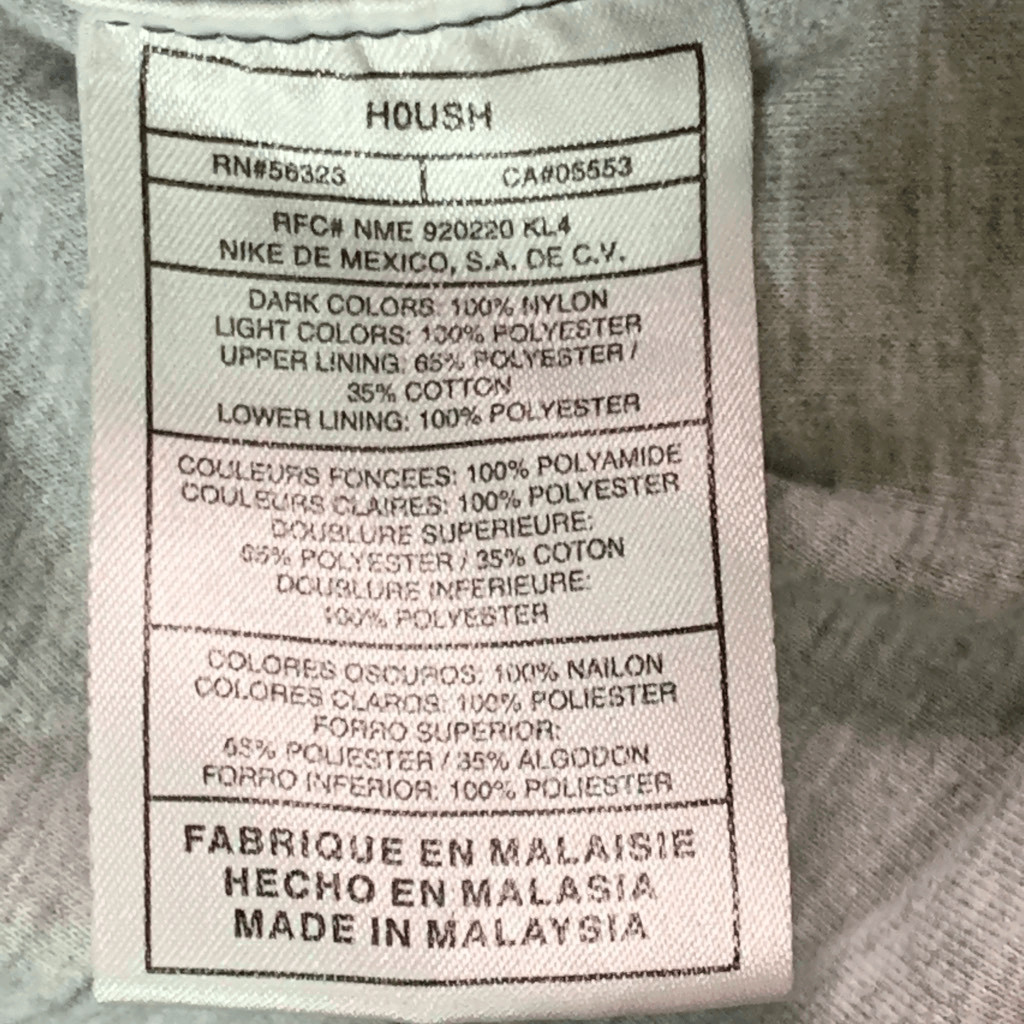 HOUSH
RN#56323 CA#05553
RFC# NME 920220 KL4
NIKE DE MEXICO, S.A. DE C.V.
DARK COLORS: 100% NYLON
LIGHT COLORS: 100% POLYESTER
UPPER LINING: 65% POLYESTER /
35% COTTON
LOWER LINING: 100% POLYESTER
COULEURS FONCEES: 100% POLYAMIDE
COULEURS CLAIRES: 100% POLYESTER
DOUBLURE SUPERIEURE:
65% POLYESTER / 35% COTON
DOUBLURE INFERIEURE:
100% POLYESTER
COLORES OSCUROS: 100% NAILON
COLORES CLAROS: 100% POLIESTER
FORRO SUPERIOR:
65% POLIESTER / 35% ALGODON
FORRO INFERIOR: 100% POLIESTER
FABRIQUE EN MALAISIE
HECHO EN MALASIA
MADE IN MALAYSIA